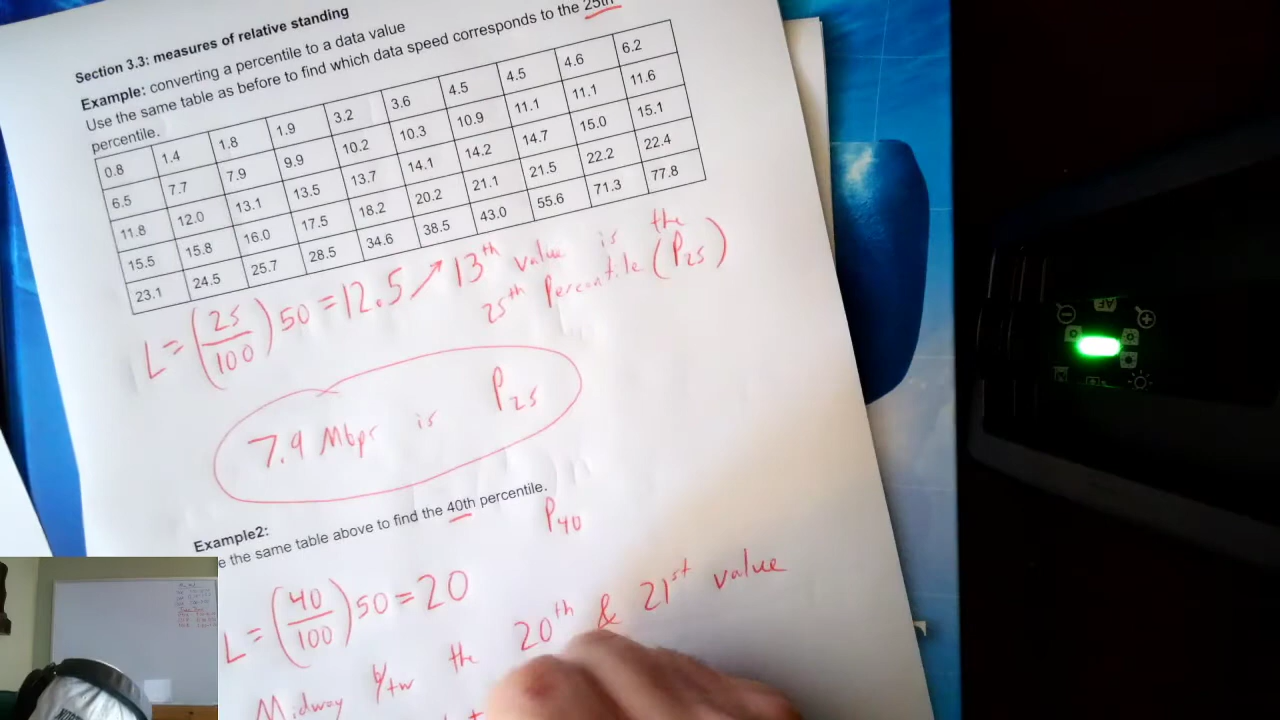 Section 3.3: measures of relative standing
Example: converting a percentile to a data value
Use the same table as before to find which data speed corresponds to the 25th
percentile.
0.8 1.4 1.8 1.9 3.2 3.6 4.5 4.5 4.6 6.2
6.5 7.7 7.9 9.9 10.2 10.3 10.9 11.1 11.1 11.6
11.8 12.0 13.1 13.5 13.7 14.1 14.2 14.7 15.0 15.1
15.5 15.8 16.0 17.5 18.2 20.2 21.1 21.5 22.2 22.4
23.1 24.5 25.7 28.5 34.6 38.5 43.0 55.6 71.3 77.8
L = (25/100) 50 = 12.5 ↗ 13th value is the
25th Percentile (P25)
7.9 Mbps is P25
Example2:
e the same table above to find the 40th percentile.
P40
L = (40/100) 50 = 20
Midway b/tw the 20th & 21st value
AF